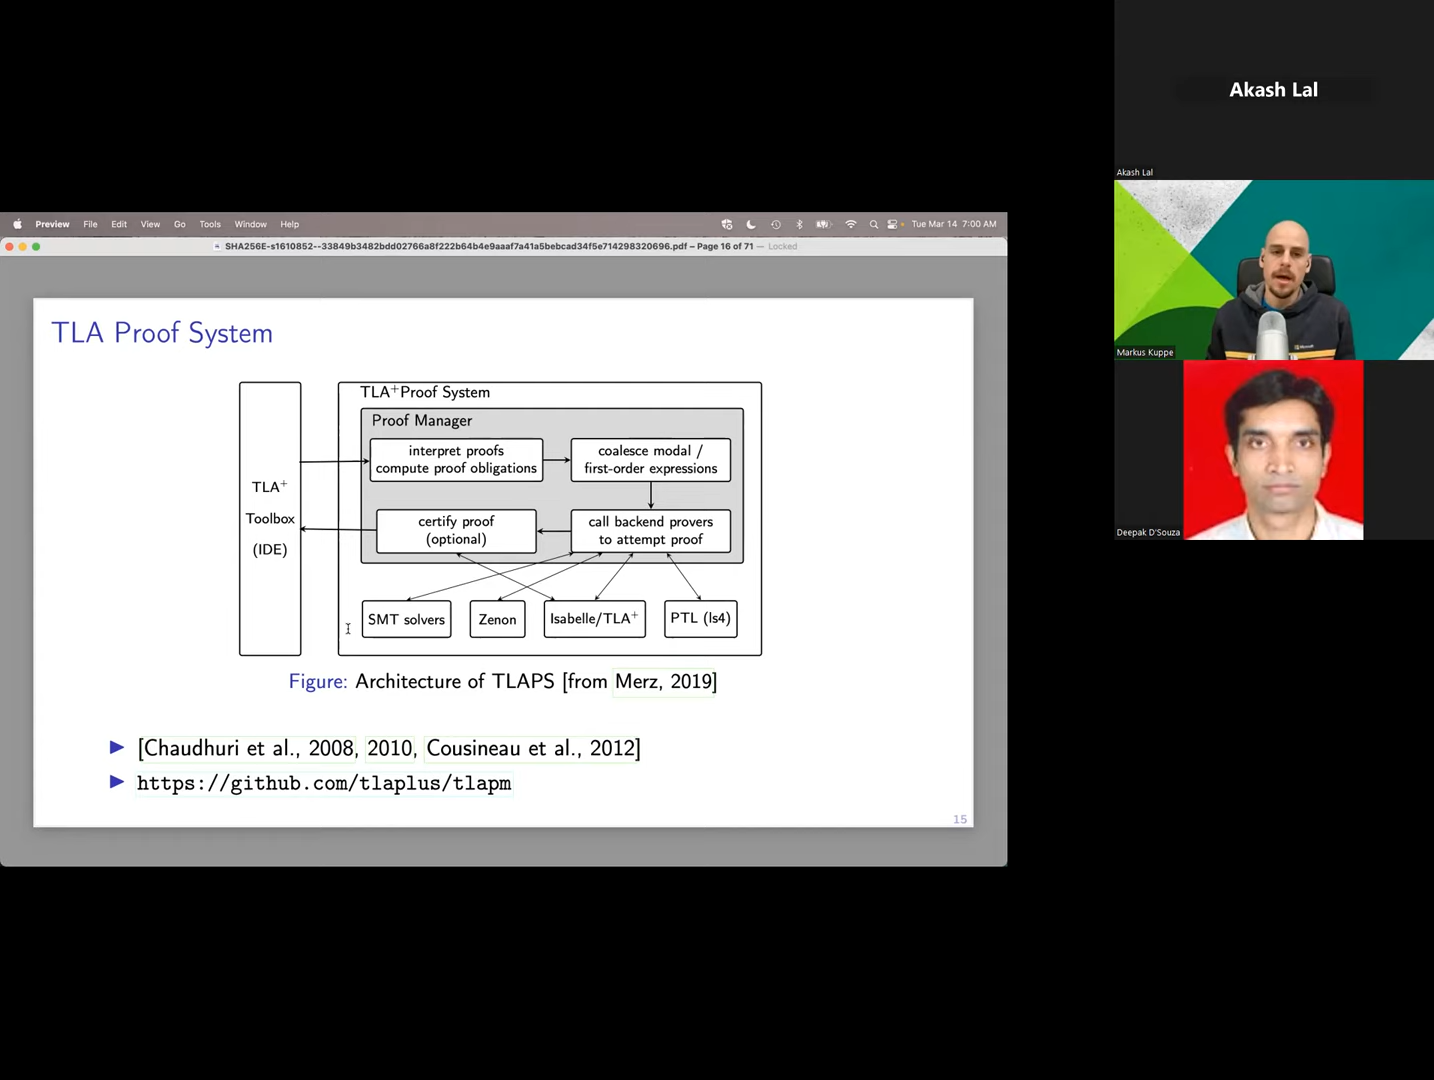 Akash Lal
Akash Lal
Preview File Edit View Go Tools Window Help
Tue Mar 14 7:00 AM
SHA256E-s1610852--33849b3482bdd02766a8f222b64b4e9aaaf7a41a5bebcad34f5e714298320696.pdf – Page 16 of 71 — Locked
TLA Proof System
TLA+
Toolbox
(IDE)
TLA+Proof System
Proof Manager
interpret proofs
compute proof obligations
coalesce modal /
first-order expressions
certify proof
(optional)
call backend provers
to attempt proof
SMT solvers
Zenon
Isabelle/TLA+
PTL (ls4)
Figure: Architecture of TLAPS [from Merz, 2019]
▶ [Chaudhuri et al., 2008, 2010, Cousineau et al., 2012]
▶ https://github.com/tlaplus/tlapm
15
Markus Kuppe
Deepak D'Souza